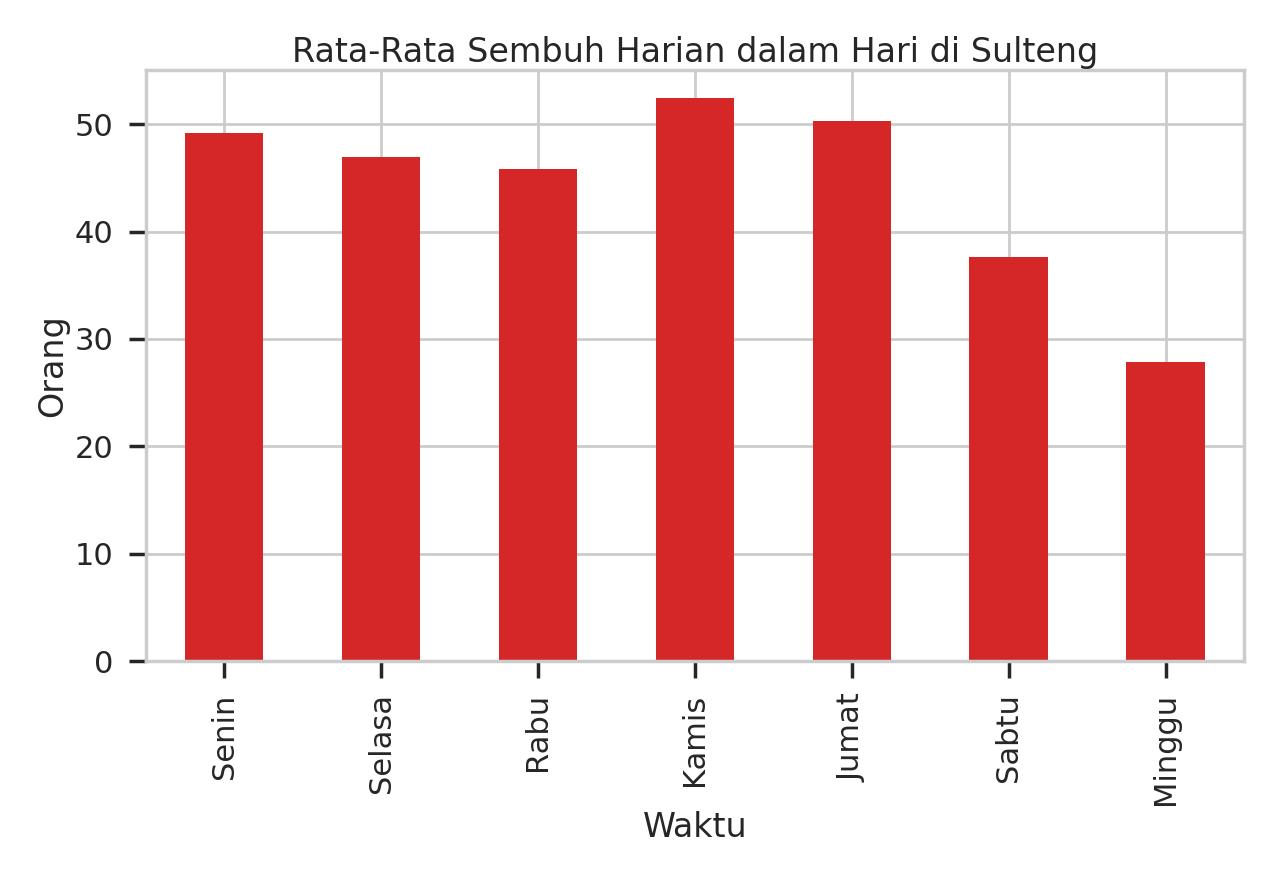 Rata-Rata Sembuh Harian dalam Hari di Sulteng
Orang
50
40
30
20
10
0
Senin
Selasa
Rabu
Kamis
Jumat
Sabtu
Minggu
Waktu